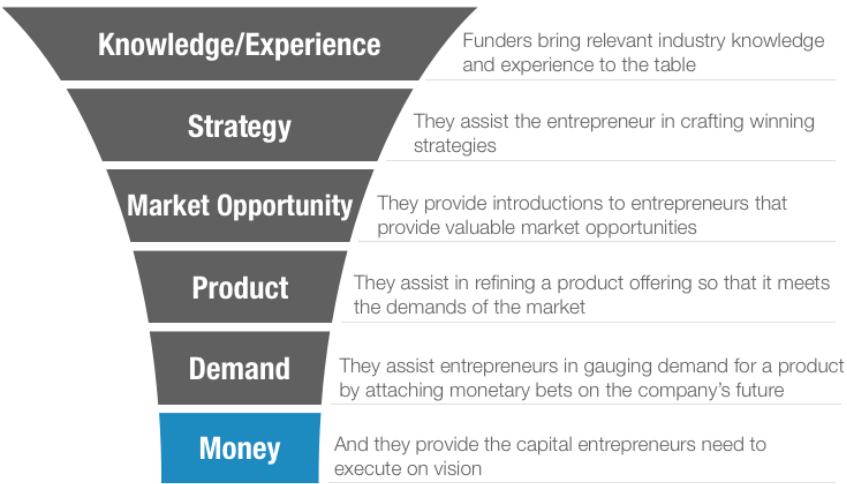 Knowledge/Experience
Funders bring relevant industry knowledge
and experience to the table
Strategy
They assist the entrepreneur in crafting winning
strategies
Market Opportunity
They provide introductions to entrepreneurs that
provide valuable market opportunities
Product
They assist in refining a product offering so that it meets
the demands of the market
Demand
They assist entrepreneurs in gauging demand for a product
by attaching monetary bets on the company’s future
Money
And they provide the capital entrepreneurs need to
execute on vision